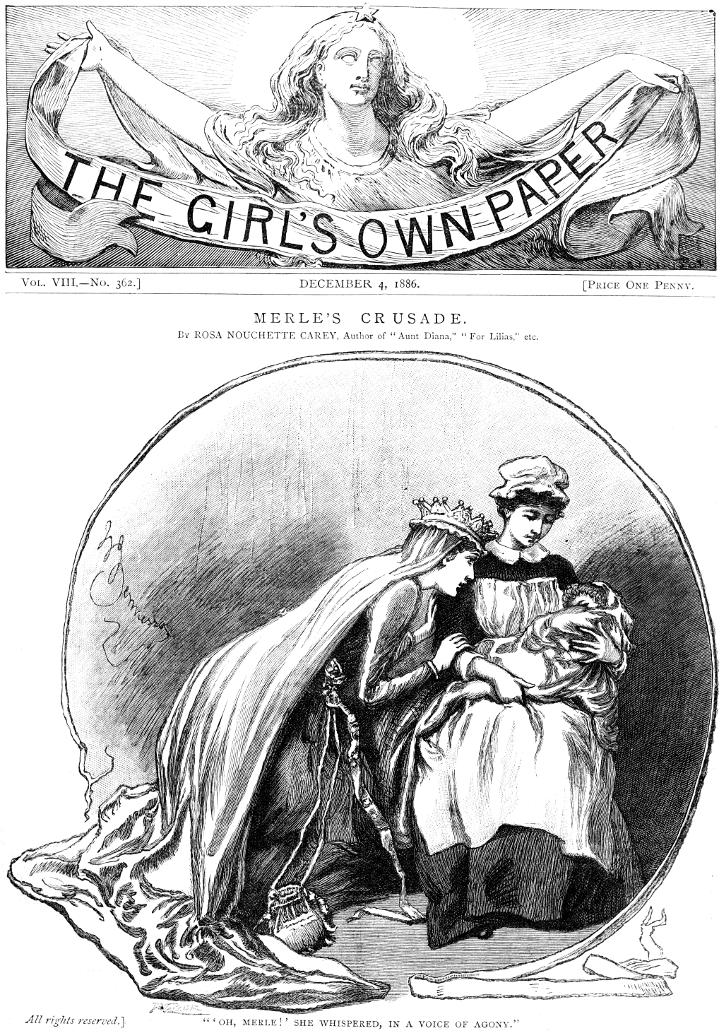 THE GIRL'S OWN PAPER
VOL. VIII.—NO. 362.] DECEMBER 4, 1886. [PRICE ONE PENNY.
MERLE'S CRUSADE.
By ROSA NOUCHETTE CAREY, Author of "Aunt Diana," "For Lilias," etc.
All rights reserved.] "'OH, MERLE!' SHE WHISPERED, IN A VOICE OF AGONY."